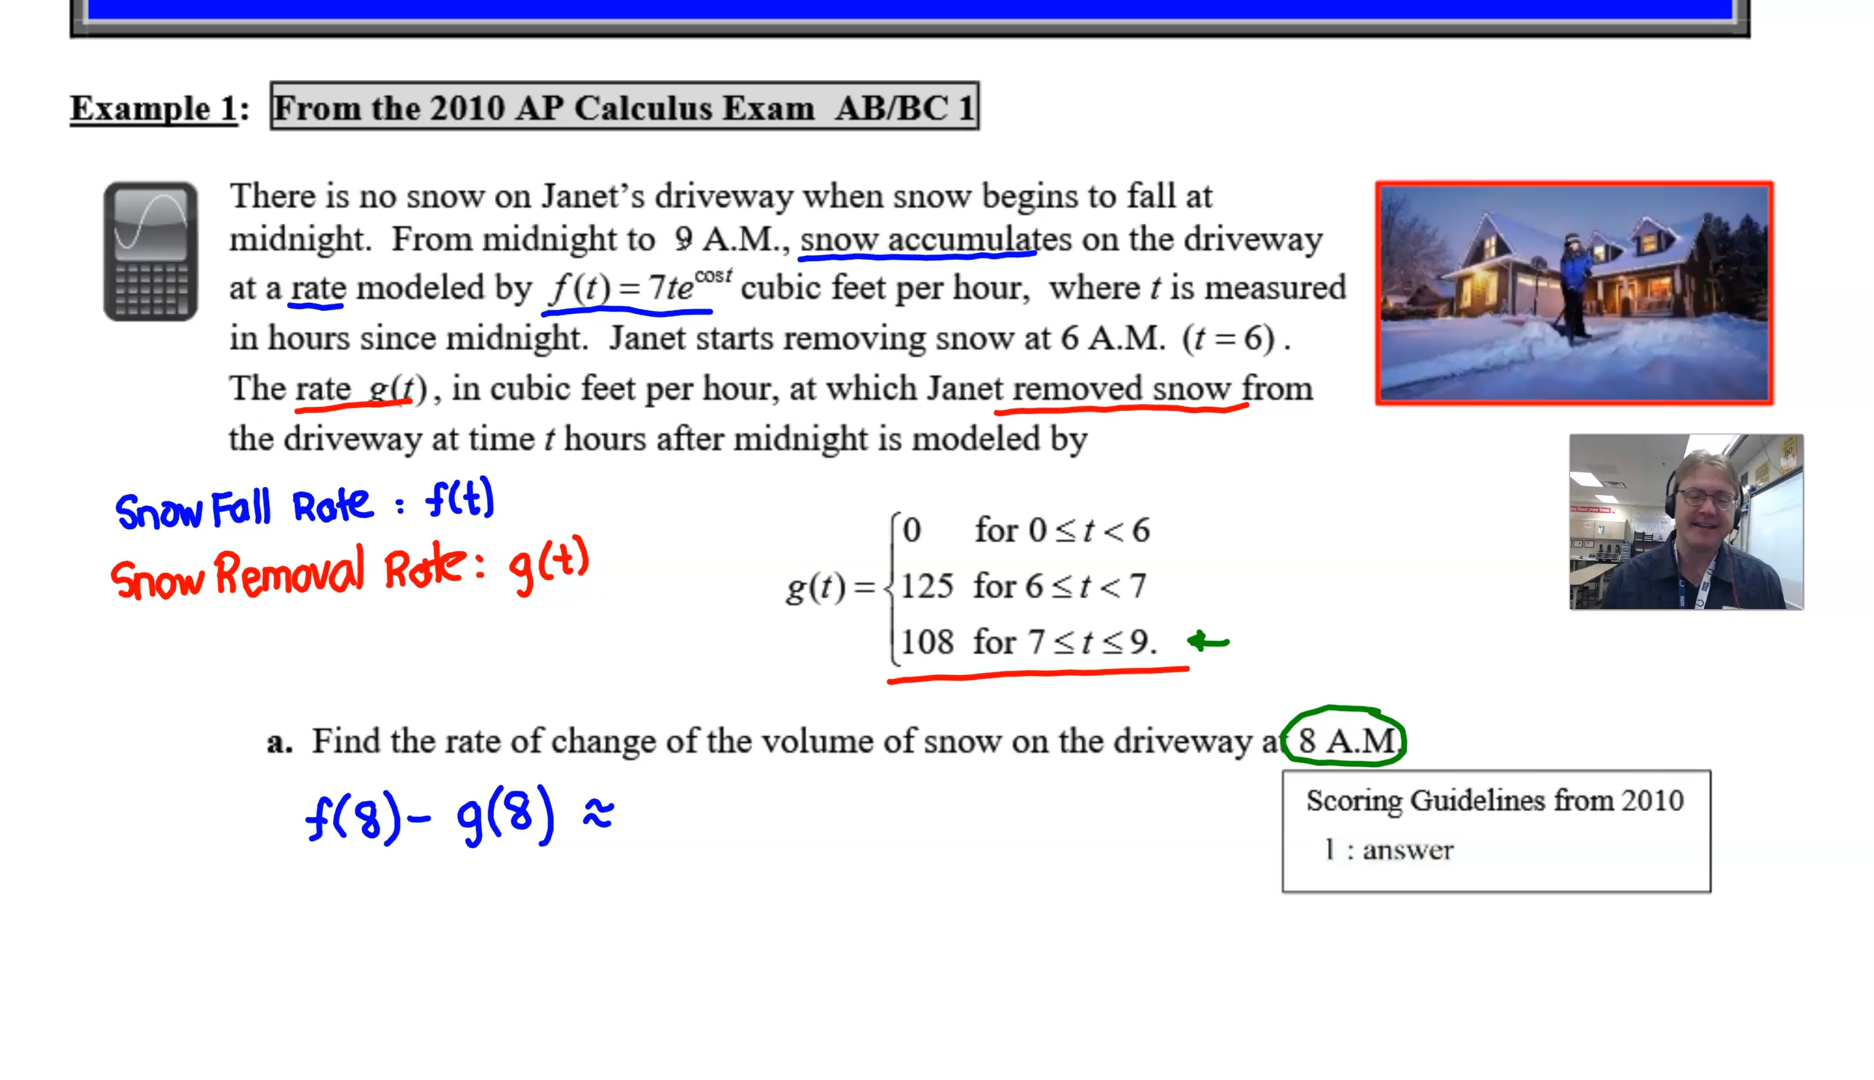 Example 1: From the 2010 AP Calculus Exam AB/BC 1
There is no snow on Janet’s driveway when snow begins to fall at
midnight. From midnight to 9 A.M., snow accumulates on the driveway
at a rate modeled by f(t) = 7te^cost cubic feet per hour, where t is measured
in hours since midnight. Janet starts removing snow at 6 A.M. (t = 6).
The rate g(t), in cubic feet per hour, at which Janet removed snow from
the driveway at time t hours after midnight is modeled by
Snow Fall Rate : f(t)
Snow Removal Rate: g(t)
0 for 0 ≤ t < 6
g(t) = 125 for 6 ≤ t < 7
108 for 7 ≤ t ≤ 9.
a. Find the rate of change of the volume of snow on the driveway at 8 A.M.
f(8) - g(8) ≈
Scoring Guidelines from 2010
1 : answer